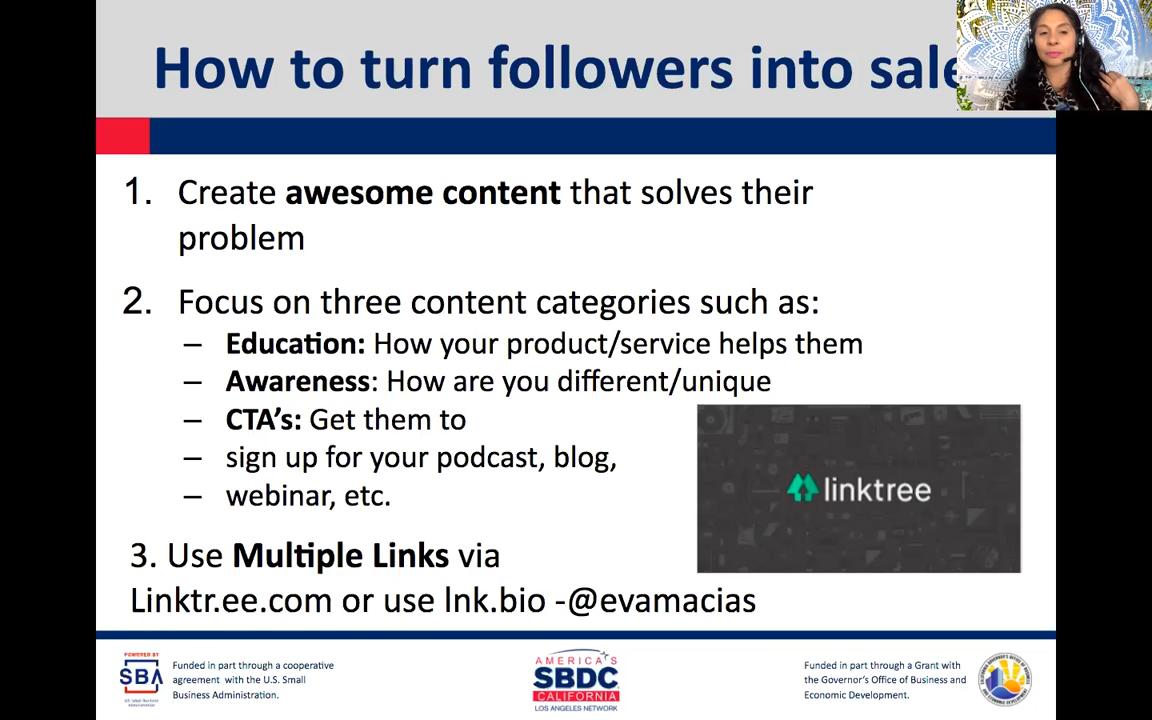 How to turn followers into sale
1. Create awesome content that solves their
problem
2. Focus on three content categories such as:
– Education: How your product/service helps them
– Awareness: How are you different/unique
– CTA's: Get them to
– sign up for your podcast, blog,
– webinar, etc.
linktree
3. Use Multiple Links via
Linktr.ee.com or use lnk.bio -@evamacias
POWERED BY
SBA
Funded in part through a cooperative
agreement with the U.S. Small
Business Administration.
AMERICA'S
SBDC
CALIFORNIA
LOS ANGELES NETWORK
Funded in part through a Grant with
the Governor's Office of Business and
Economic Development.